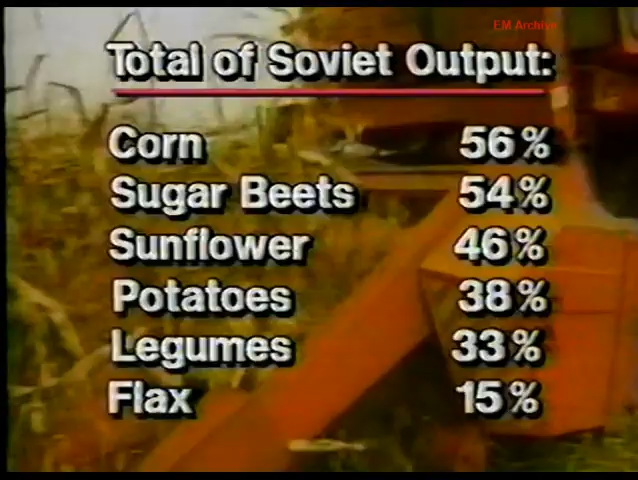 EM Archive
Total of Soviet Output:
Corn 56%
Sugar Beets 54%
Sunflower 46%
Potatoes 38%
Legumes 33%
Flax 15%